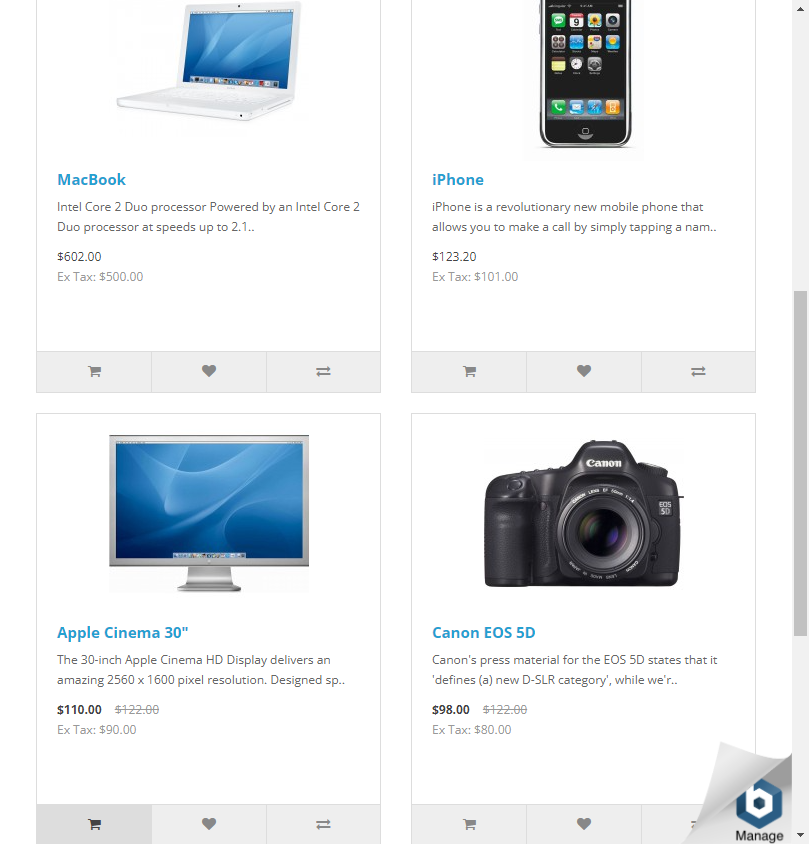 MacBook
Intel Core 2 Duo processor Powered by an Intel Core 2
Duo processor at speeds up to 2.1..
$602.00
Ex Tax: $500.00
iPhone
iPhone is a revolutionary new mobile phone that
allows you to make a call by simply tapping a nam..
$123.20
Ex Tax: $101.00
Canon
EOS
5D
Apple Cinema 30"
The 30-inch Apple Cinema HD Display delivers an
amazing 2560 x 1600 pixel resolution. Designed sp..
$110.00 $122.00
Ex Tax: $90.00
Canon EOS 5D
Canon's press material for the EOS 5D states that it
'defines (a) new D-SLR category', while we'r..
$98.00 $122.00
Ex Tax: $80.00
b
Manage